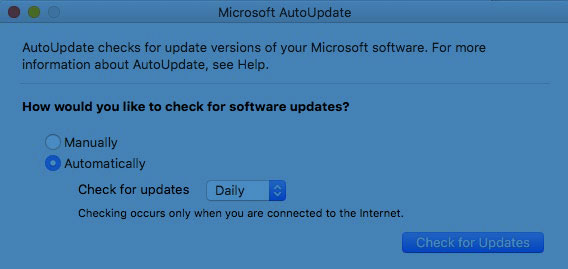 Microsoft AutoUpdate
AutoUpdate checks for update versions of your Microsoft software. For more
information about AutoUpdate, see Help.
How would you like to check for software updates?
Manually
Automatically
Check for updates Daily
Checking occurs only when you are connected to the Internet.
Check for Updates